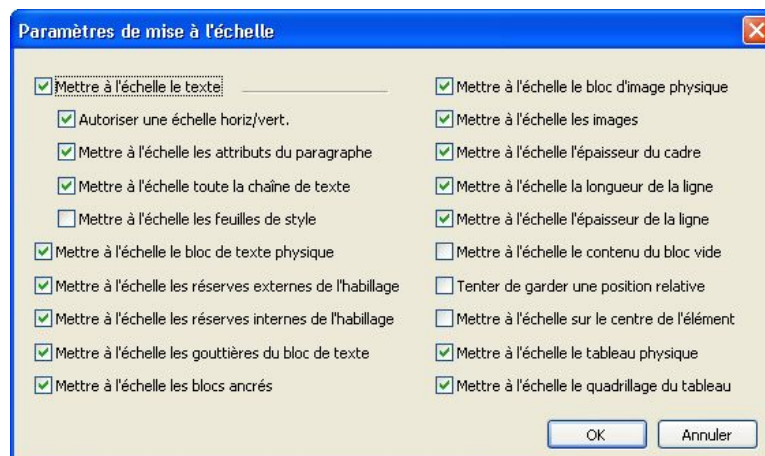 Paramètres de mise à l'échelle
Mettre à l'échelle le texte
Autoriser une échelle horiz/vert.
Mettre à l'échelle les attributs du paragraphe
Mettre à l'échelle toute la chaîne de texte
Mettre à l'échelle les feuilles de style
Mettre à l'échelle le bloc de texte physique
Mettre à l'échelle les réserves externes de l'habillage
Mettre à l'échelle les réserves internes de l'habillage
Mettre à l'échelle les gouttières du bloc de texte
Mettre à l'échelle les blocs ancrés
Mettre à l'échelle le bloc d'image physique
Mettre à l'échelle les images
Mettre à l'échelle l'épaisseur du cadre
Mettre à l'échelle la longueur de la ligne
Mettre à l'échelle l'épaisseur de la ligne
Mettre à l'échelle le contenu du bloc vide
Tenter de garder une position relative
Mettre à l'échelle sur le centre de l'élément
Mettre à l'échelle le tableau physique
Mettre à l'échelle le quadrillage du tableau
OK
Annuler